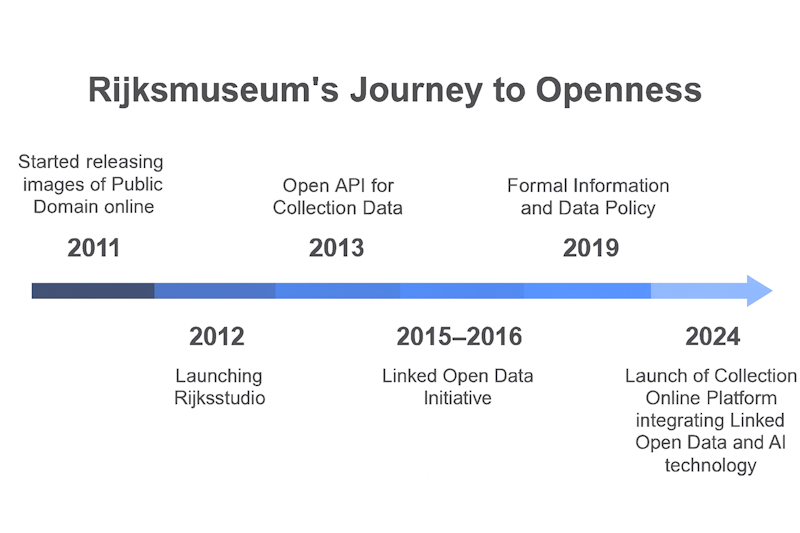 Rijksmuseum's Journey to Openness
Started releasing
images of Public
Domain online
2011
Open API for
Collection Data
2013
Formal Information
and Data Policy
2019
2012
Launching
Rijksstudio
2015–2016
Linked Open Data
Initiative
2024
Launch of Collection
Online Platform
integrating Linked
Open Data and AI
technology